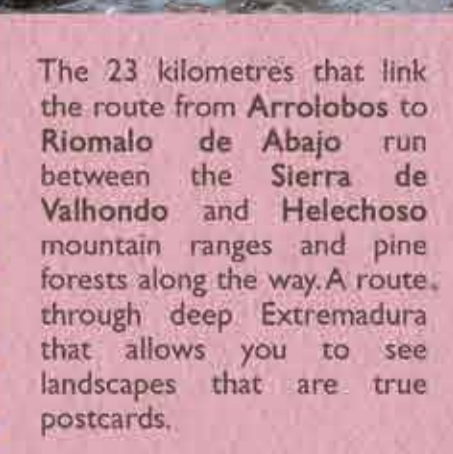 The 23 kilometres that link
the route from Arrolobos to
Riomalo de Abajo run
between the Sierra de
Valhondo and Helechoso
mountain ranges and pine
forests along the way. A route
through deep Extremadura
that allows you to see
landscapes that are true
postcards.